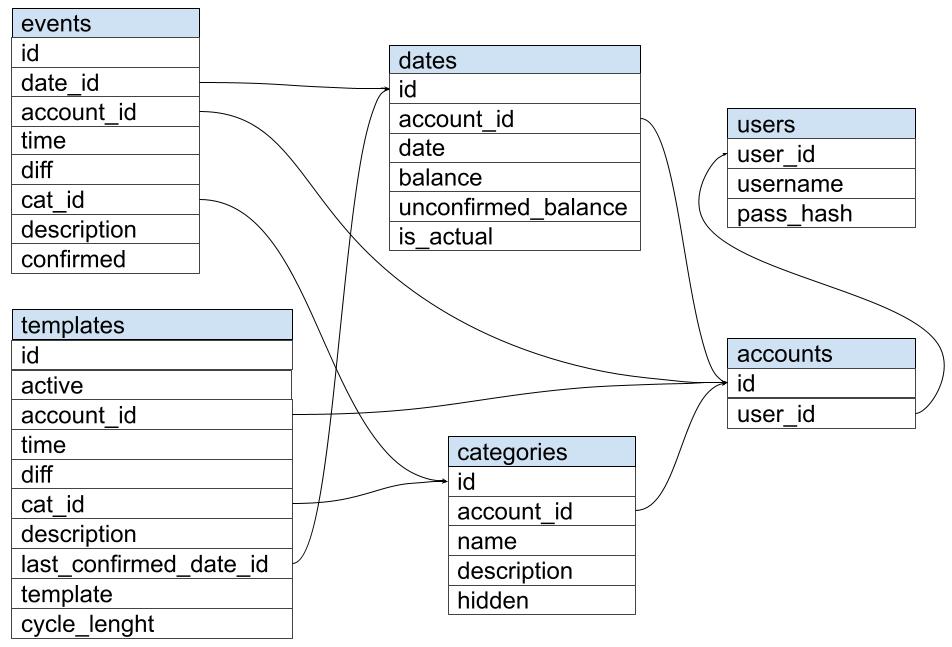 events
id
date_id
account_id
time
diff
cat_id
description
confirmed
templates
id
active
account_id
time
diff
cat_id
description
last_confirmed_date_id
template
cycle_lenght
dates
id
account_id
date
balance
unconfirmed_balance
is_actual
categories
id
account_id
name
description
hidden
users
user_id
username
pass_hash
accounts
id
user_id